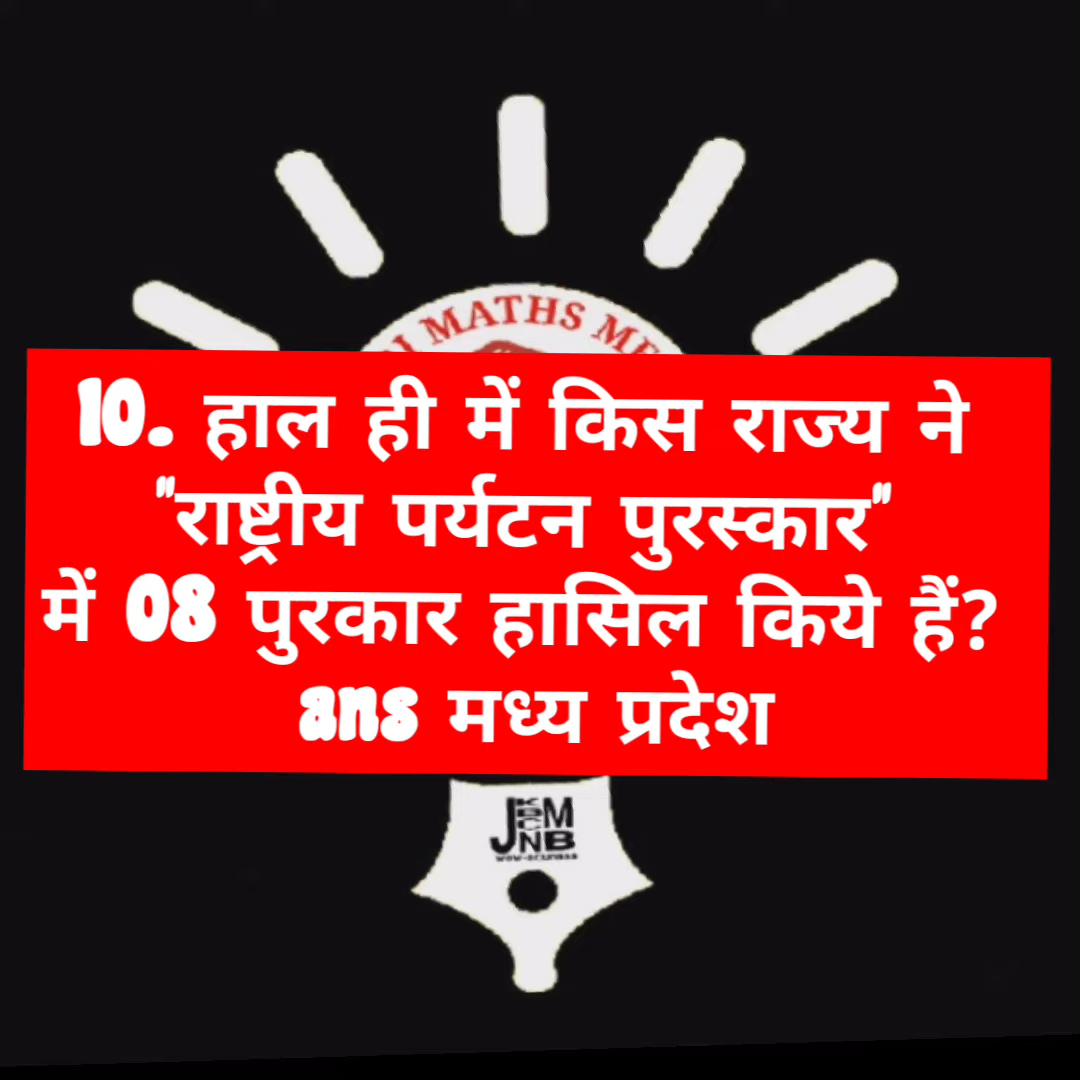 MATHS
10. हाल ही में किस राज्य ने
"राष्ट्रीय पर्यटन पुरस्कार"
में 08 पुरकार हासिल किये हैं?
ans मध्य प्रदेश